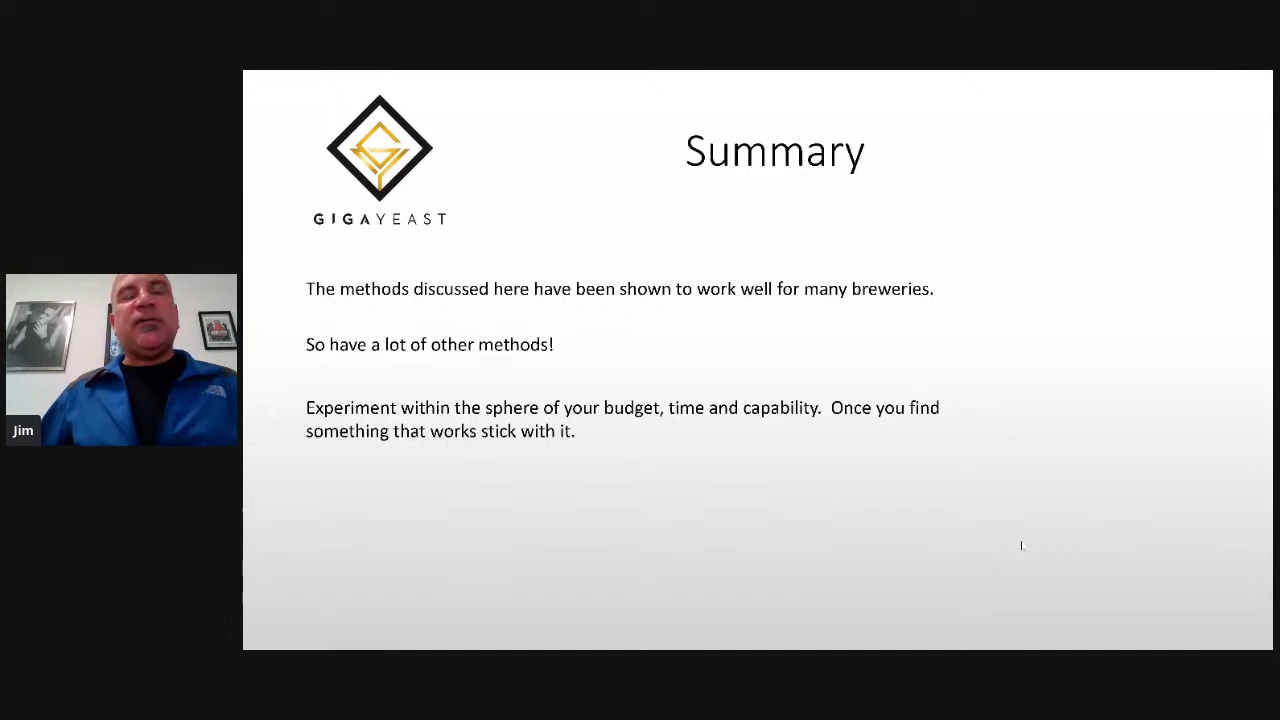 Summary
GIGAYEAST
The methods discussed here have been shown to work well for many breweries.
So have a lot of other methods!
Experiment within the sphere of your budget, time and capability.  Once you find
something that works stick with it.
Jim